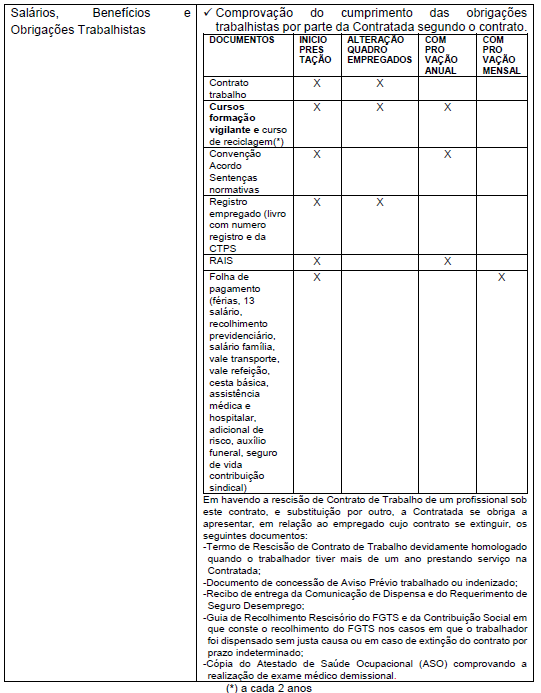 Salários, Benefícios e
Obrigações Trabalhistas
✓ Comprovação do cumprimento das obrigações
trabalhistas por parte da Contratada segundo o contrato.
DOCUMENTOS
INICIO
PRES
TAÇÃO
ALTERAÇÃO
QUADRO
EMPREGADOS
COM
PRO
VAÇÃO
ANUAL
COM
PRO
VAÇÃO
MENSAL
Contrato
trabalho
X
X
Cursos
formação
vigilante e curso
de reciclagem(*)
X
X
X
Convenção
Acordo
Sentenças
normativas
X
X
Registro
empregado (livro
com numero
registro e da
CTPS
X
X
RAIS
X
X
Folha de
pagamento
(férias, 13
salário,
recolhimento
previdenciário,
salário família,
vale transporte,
vale refeição,
cesta básica,
assistência
médica e
hospitalar,
adicional de
risco, auxílio
funeral, seguro
de vida
contribuição
sindical)
X
X
Em havendo a rescisão de Contrato de Trabalho de um profissional sob
este contrato, e substituição por outro, a Contratada se obriga a
apresentar, em relação ao empregado cujo contrato se extinguir, os
seguintes documentos:
-Termo de Rescisão de Contrato de Trabalho devidamente homologado
quando o trabalhador tiver mais de um ano prestando serviço na
Contratada;
-Documento de concessão de Aviso Prévio trabalhado ou indenizado;
-Recibo de entrega da Comunicação de Dispensa e do Requerimento de
Seguro Desemprego;
-Guia de Recolhimento Rescisório do FGTS e da Contribuição Social em
que conste o recolhimento do FGTS nos casos em que o trabalhador
foi dispensado sem justa causa ou em caso de extinção do contrato por
prazo indeterminado;
-Cópia do Atestado de Saúde Ocupacional (ASO) comprovando a
realização de exame médico demissional.
(*) a cada 2 anos